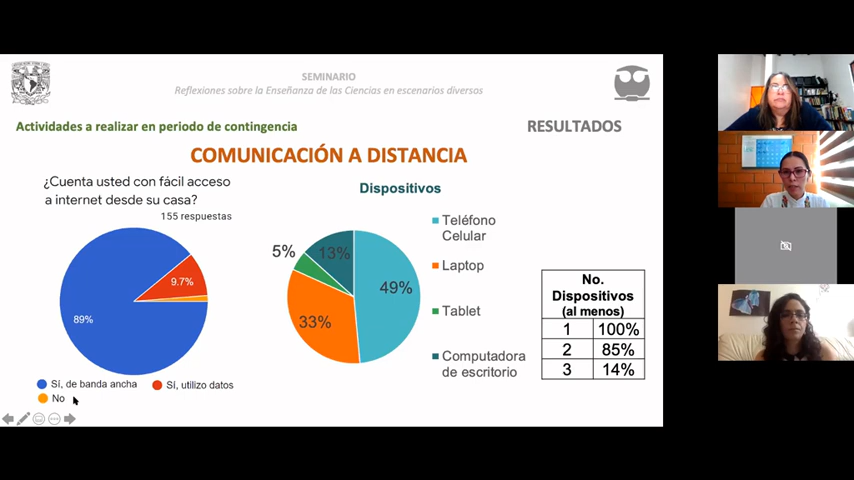 SEMINARIO
Reflexiones sobre la Enseñanza de las Ciencias en escenarios diversos
Actividades a realizar en periodo de contingencia
RESULTADOS
COMUNICACIÓN A DISTANCIA
¿Cuenta usted con fácil acceso
a internet desde su casa?
155 respuestas
9.7%
89%
Sí, de banda ancha
Sí, utilizo datos
No
Dispositivos
5%
13%
49%
33%
Teléfono
Celular
Laptop
Tablet
Computadora
de escritorio
No.
Dispositivos
(al menos)
1 100%
2 85%
3 14%